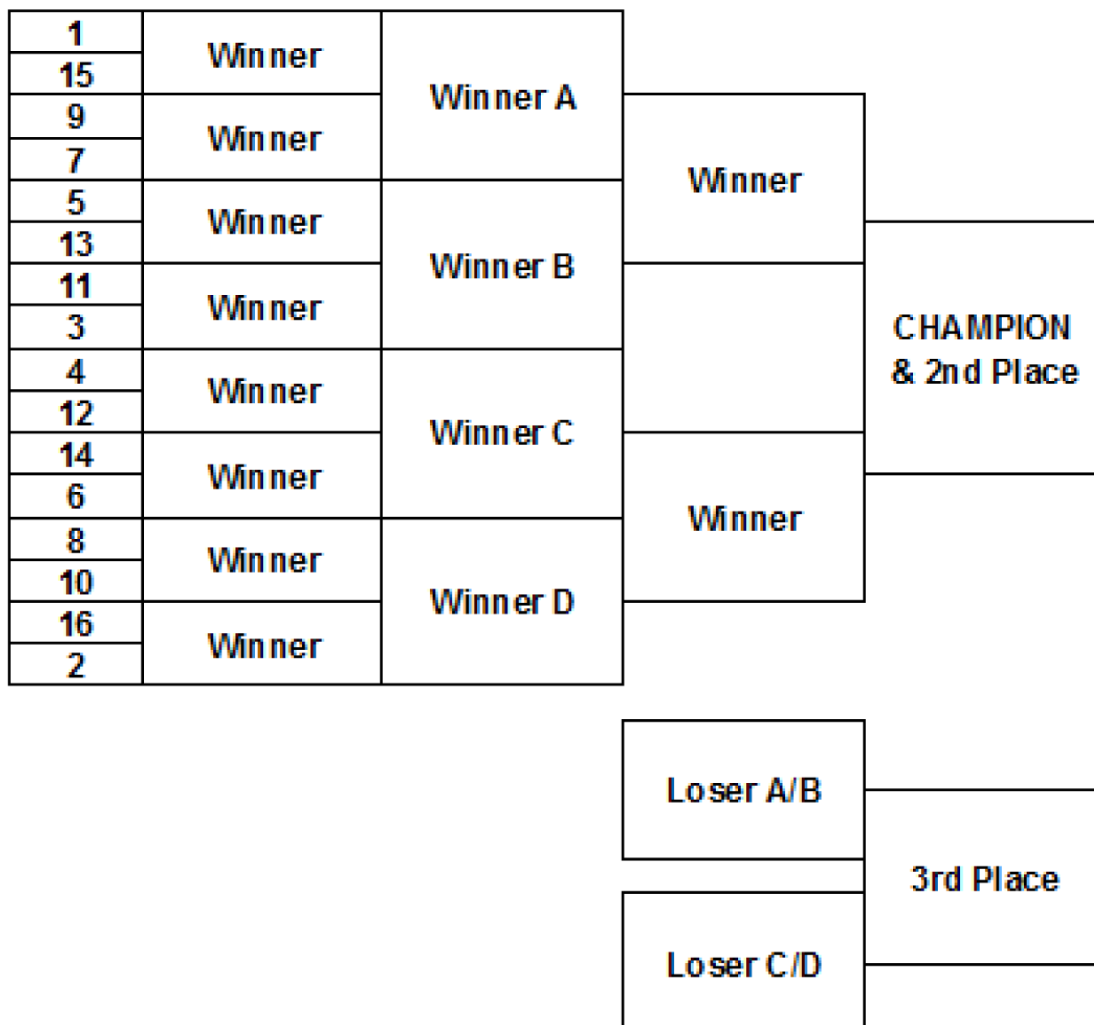 1
15
Winner
9
7
Winner
Winner A
5
13
Winner
11
3
Winner
Winner B
Winner
4
12
Winner
14
6
Winner
Winner C
8
10
Winner
16
2
Winner
Winner D
Winner
CHAMPION
& 2nd Place
Loser A/B
Loser C/D
3rd Place